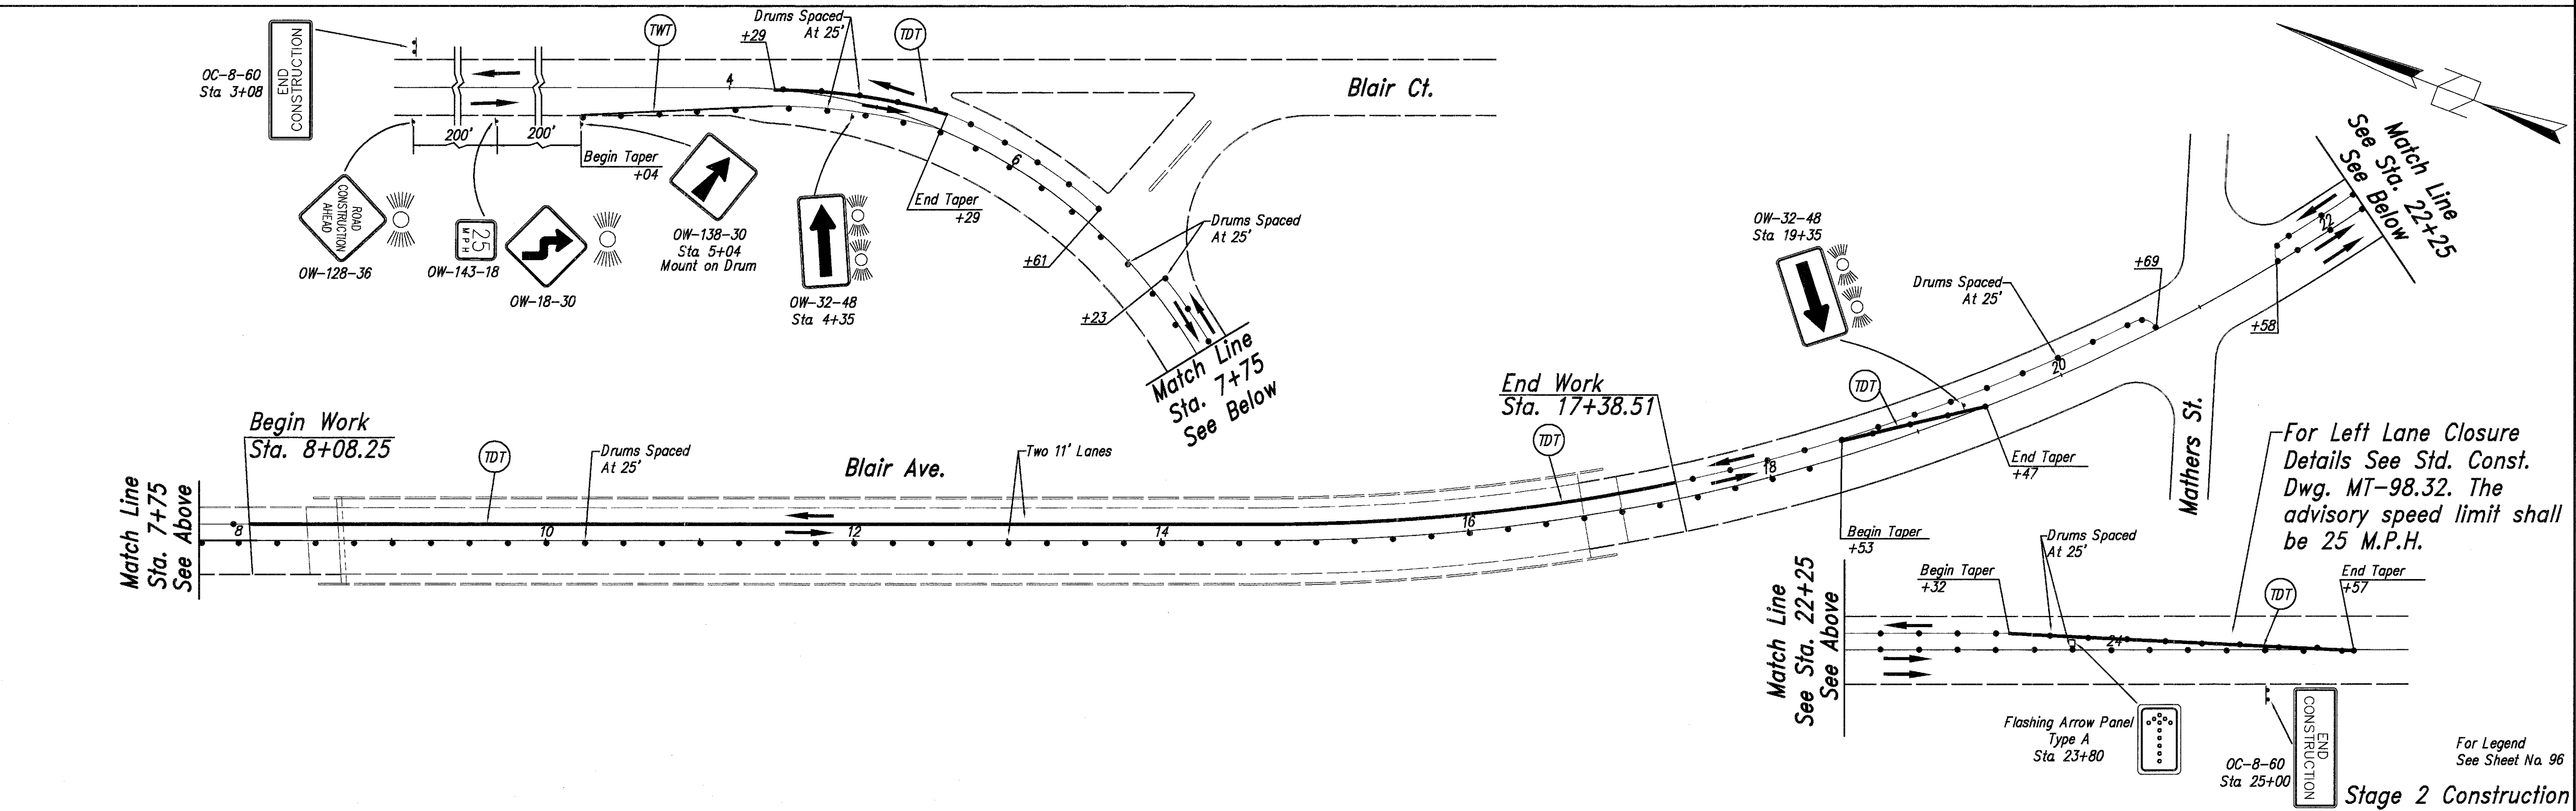 OC-8-60
Sta 3+08
END
CONSTRUCTION
200'
200'
ROAD
CONSTRUCTION
AHEAD
OW-128-36
25
MPH
OW-143-18
OW-18-30
TWT
Begin Taper
+04
OW-138-30
Sta 5+04
Mount on Drum
4
+29
Drums Spaced
At 25'
TDT
OW-32-48
Sta 4+35
End Taper
+29
6
+61
+23
Drums Spaced
At 25'
Blair Ct.
Match Line
Sta. 7+75
See Below
Match Line
Sta. 7+75
See Above
Begin Work
Sta. 8+08.25
8
TDT
10
Drums Spaced
At 25'
12
Blair Ave.
Two 11' Lanes
14
16
End Work
Sta. 17+38.51
TDT
18
OW-32-48
Sta 19+35
TDT
Begin Taper
+53
End Taper
+47
Drums Spaced
At 25'
20
+69
+58
22
Mathers St.
Match Line
See Sta. 22+25
See Below
For Left Lane Closure
Details See Std. Const.
Dwg. MT-98.32. The
advisory speed limit shall
be 25 M.P.H.
Match Line
See Sta. 22+25
See Above
Begin Taper
+32
Drums Spaced
At 25'
24
TDT
End Taper
+57
Flashing Arrow Panel
Type A
Sta 23+80
OC-8-60
Sta 25+00
END
CONSTRUCTION
For Legend
See Sheet No. 96
Stage 2 Construction